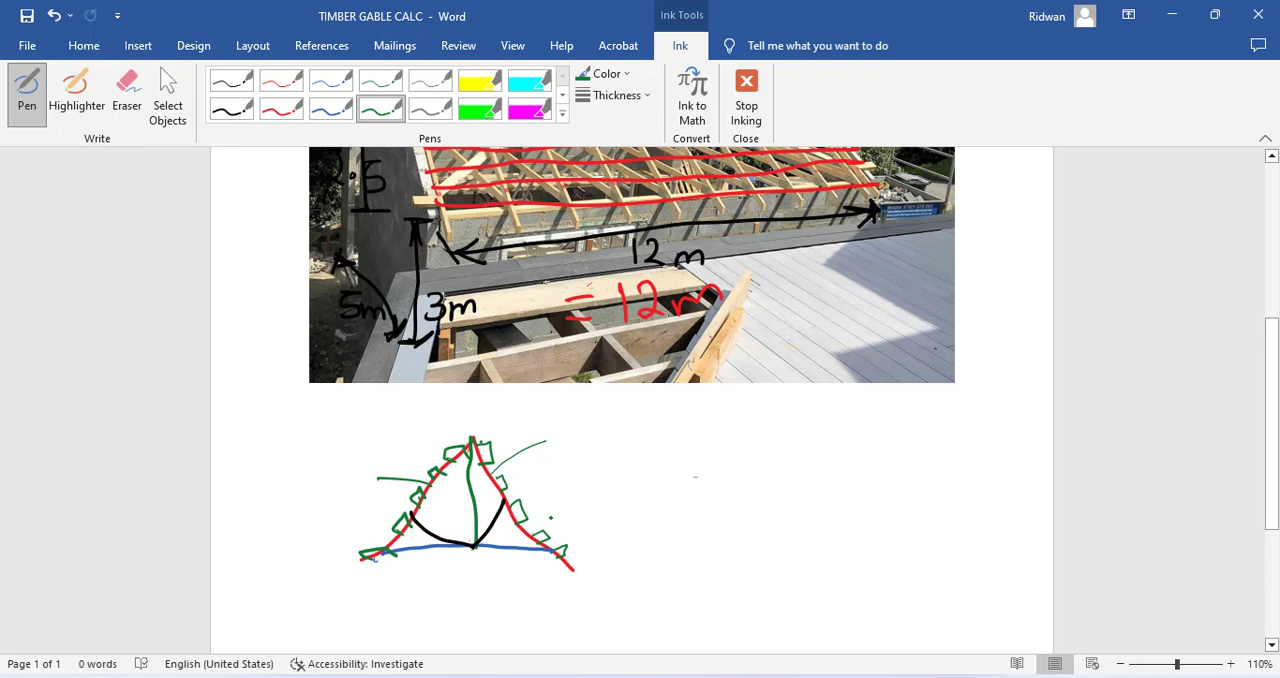 TIMBER GABLE CALC - Word
Ink Tools
Ridwan
File Home Insert Design Layout References Mailings Review View Help Acrobat Ink Tell me what you want to do
Pen Highlighter Eraser Select Objects
Color
Thickness
Ink to Math
Stop Inking
Write Pens Convert Close
12m
= 12m
5m
3m
Page 1 of 1 0 words English (United States) Accessibility: Investigate 110%